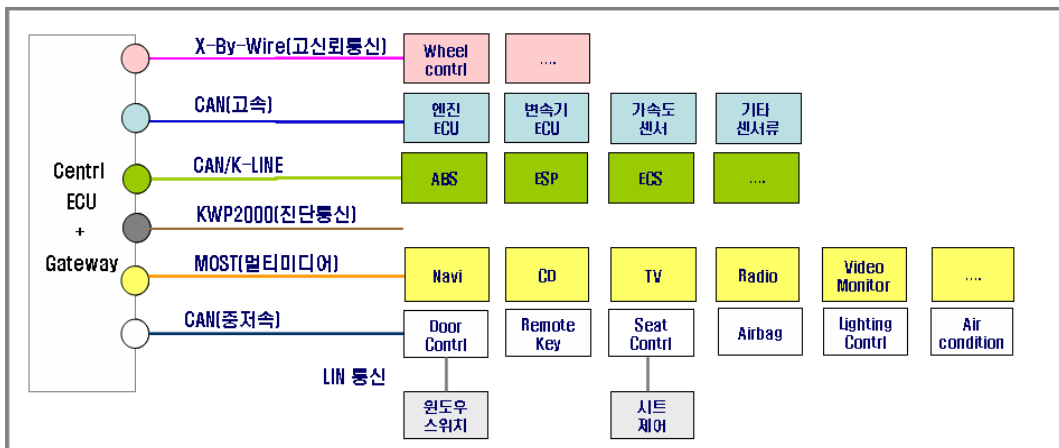 X-By-Wire(고신뢰통신)
Wheel
contrl
....
CAN(고속)
엔진
ECU
변속기
ECU
가속도
센서
기타
센서류
CAN/K-LINE
ABS
ESP
ECS
....
Centrl
ECU
+
Gateway
KWP2000(진단통신)
MOST(멀티미디어)
Navi
CD
TV
Radio
Video
Monitor
....
CAN(중저속)
Door
Contrl
Remote
Key
Seat
Contrl
Airbag
Lighting
Contrl
Air
condition
LIN 통신
윈도우
스위치
시트
제어